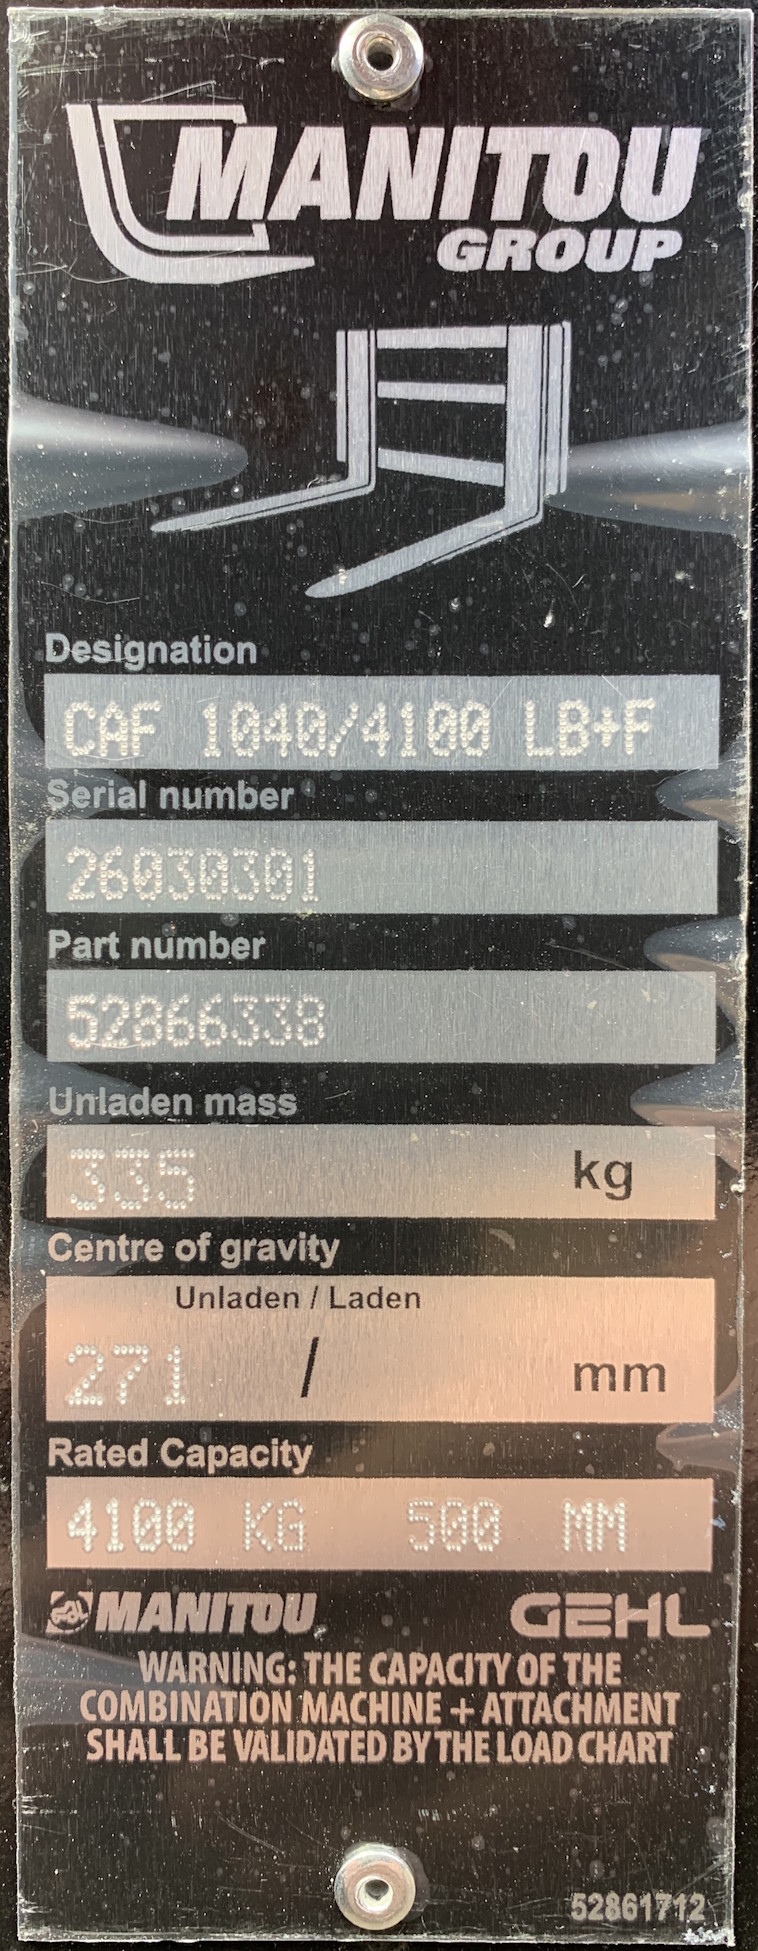 MANITOU
GROUP
Designation
CAF 1040/4100 LB+F
Serial number
26030301
Part number
52866338
Unladen mass
335 kg
Centre of gravity
Unladen / Laden
271 / mm
Rated Capacity
4100 KG 500 MM
MANITOU GEHL
WARNING: THE CAPACITY OF THE
COMBINATION MACHINE + ATTACHMENT
SHALL BE VALIDATED BY THE LOAD CHART
52861712